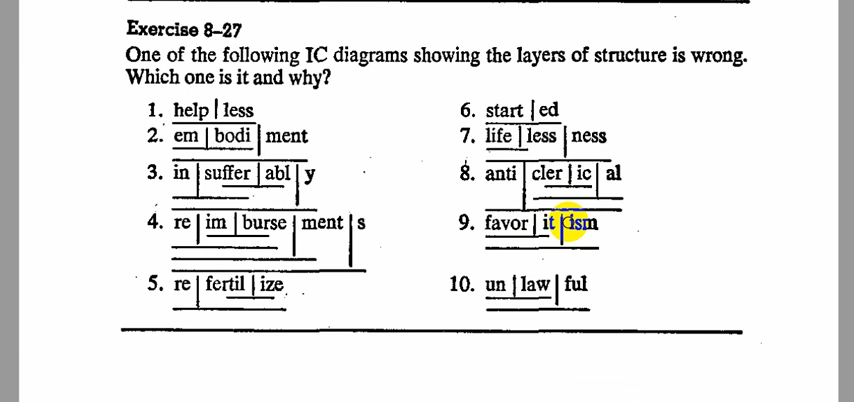 Exercise 8–27
One of the following IC diagrams showing the layers of structure is wrong.
Which one is it and why?
1. help | less
2. em | bodi | ment
3. in | suffer | abl | y
4. re | im | burse | ment | s
5. re | fertil | ize
6. start | ed
7. life | less | ness
8. anti | cler | ic | al
9. favor | it | ism
10. un | law | ful